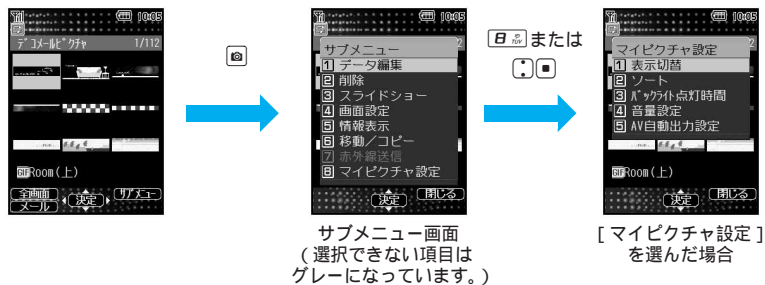 10:05
デコメールピクチャ 1/112
GIF Room(上)
全画面
メール
決定
サブメニュー
10:05
サブメニュー
1 データ編集
2 削除
3 スライドショー
4 画面設定
5 情報表示
6 移動/コピー
7 赤外線送信
8 マイピクチャ設定
決定
閉じる
サブメニュー画面
(選択できない項目は
グレーになっています。)
8 や TUV または
10:05
マイピクチャ設定
1 表示切替
2 ソート
3 バックライト点灯時間
4 音量設定
5 AV自動出力設定
GIF Room(上)
決定
閉じる
[マイピクチャ設定]
を選んだ場合